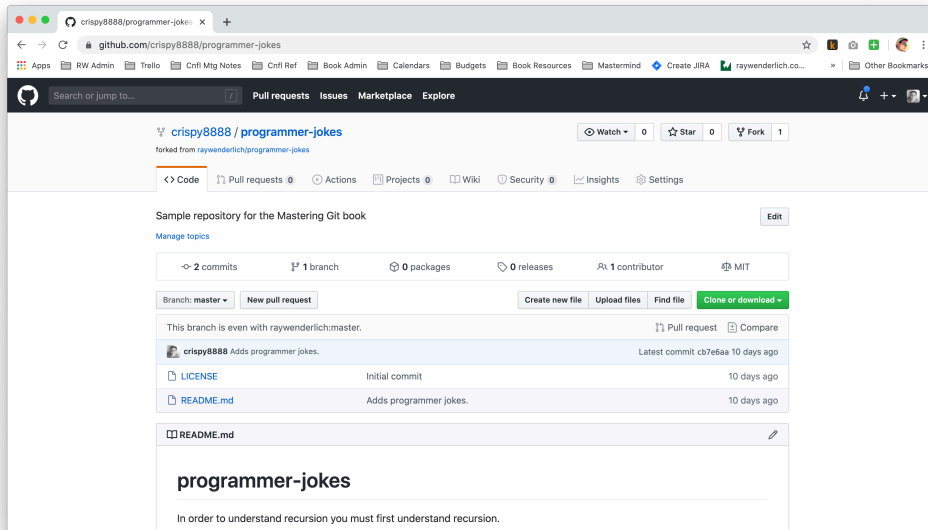 crispy8888/programmer-jokes
github.com/crispy8888/programmer-jokes
Apps RW Admin Trello Cnfl Mtg Notes Cnfl Ref Book Admin Calendars Budgets Book Resources Mastermind Create JIRA raywenderlich.co... » Other Bookmarks
Search or jump to... / Pull requests Issues Marketplace Explore
crispy8888 / programmer-jokes Watch 0 Star 0 Fork 1
forked from raywenderlich/programmer-jokes
Code Pull requests 0 Actions Projects 0 Wiki Security 0 Insights Settings
Sample repository for the Mastering Git book Edit
Manage topics
2 commits 1 branch 0 packages 0 releases 1 contributor MIT
Branch: master New pull request Create new file Upload files Find file Clone or download
This branch is even with raywenderlich:master. Pull request Compare
crispy8888 Adds programmer jokes. Latest commit cb7e6aa 10 days ago
LICENSE Initial commit 10 days ago
README.md Adds programmer jokes. 10 days ago
README.md
programmer-jokes
In order to understand recursion you must first understand recursion.